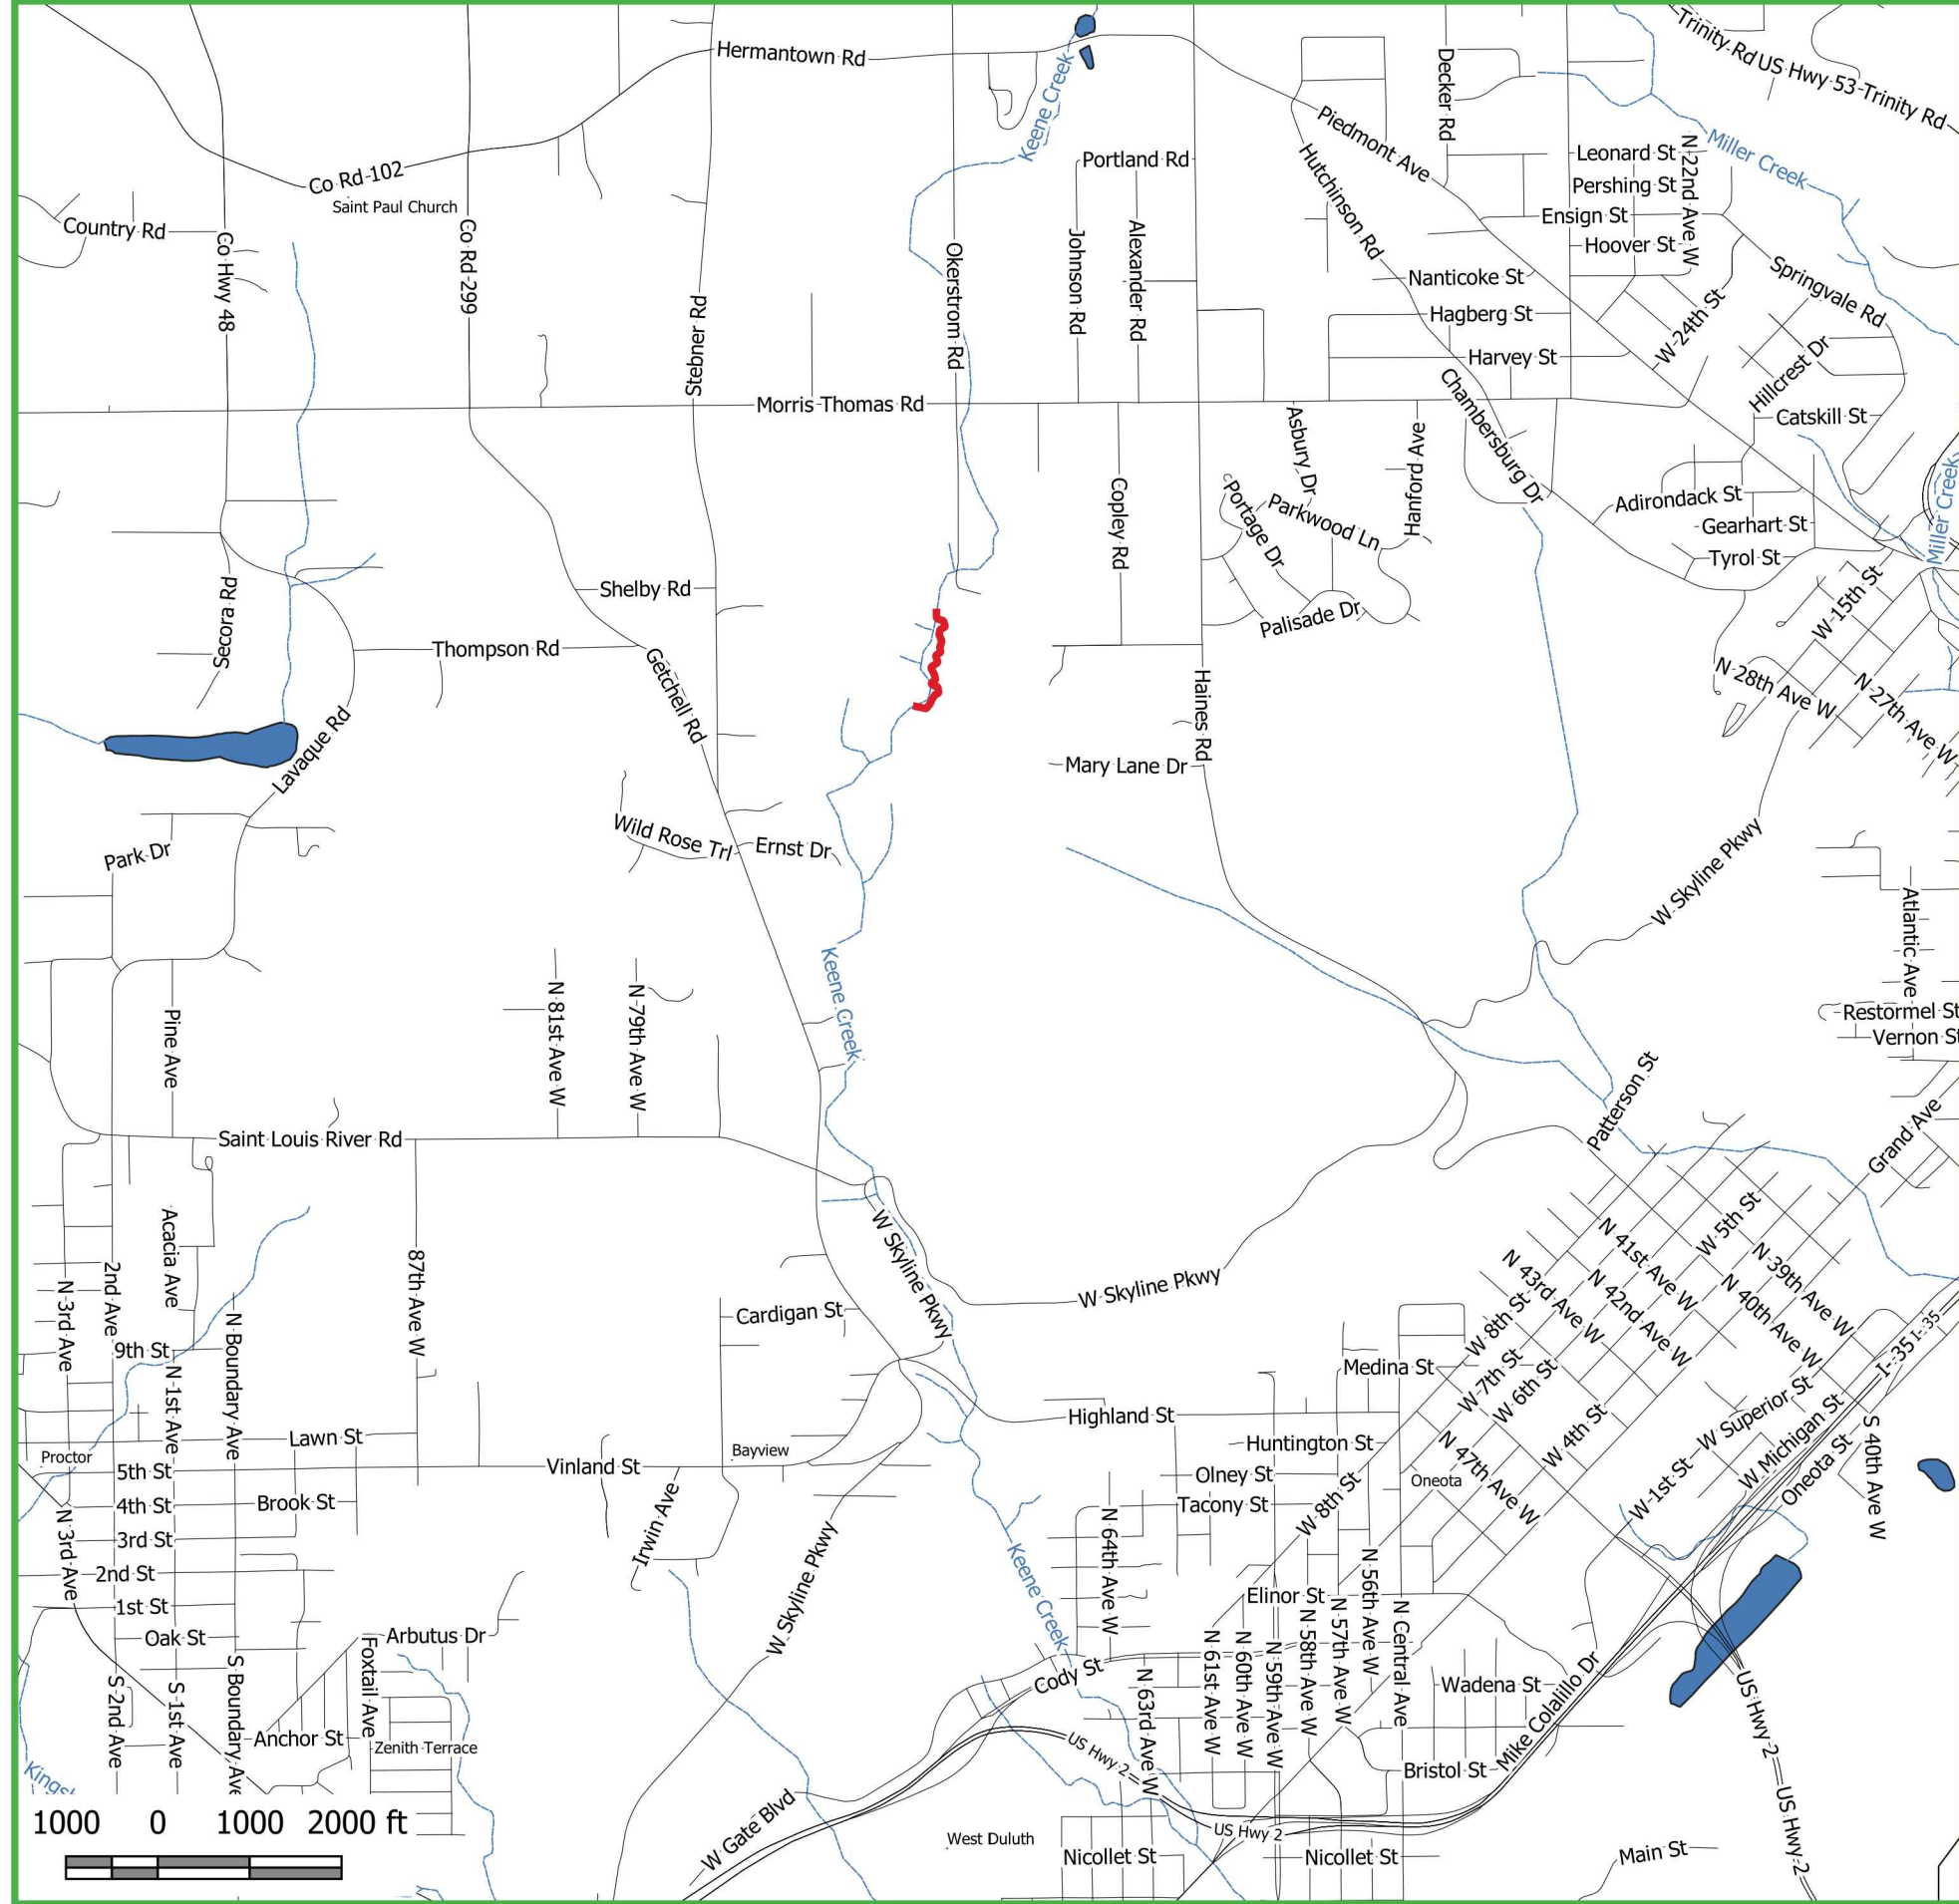 Trinity Rd US Hwy 53 Trinity Rd
Hermantown Rd
Keene Creek
Decker Rd
Piedmont Ave
Miller Creek
Leonard St
N 22nd Ave W
Co Rd 102
Portland Rd
Hutchinson Rd
Pershing St
Saint Paul Church
Ensign St
Country Rd
Co Hwy 48
Co Rd 299
Okerstrom Rd
Johnson Rd
Alexander Rd
Hoover St
Nanticoke St
Springvale Rd
Stebner Rd
Hagberg St
W 24th St
Harvey St
Hillcrest Dr
Morris Thomas Rd
Chambersburg Dr
Catskill St
Asbury Dr
Hanford Ave
Miller Creek
Copley Rd
Portage Dr
Parkwood Ln
Adirondack St
Gearhart St
Tyrol St
Secora Rd
Shelby Rd
Palisade Dr
W 15th St
Thompson Rd
Getchell Rd
Haines Rd
N 28th Ave W
N 27th Ave W
Lavaque Rd
Mary Lane Dr
Park Dr
Wild Rose Trl
Ernst Dr
W Skyline Pkwy
Atlantic Ave
Keene Creek
Pine Ave
N 81st Ave W
N 79th Ave W
Restormel St
Vernon St
Patterson St
Grand Ave
Saint Louis River Rd
Acacia Ave
W Skyline Pkwy
N 41st Ave W
W 5th St
N 39th Ave W
N 3rd Ave
2nd Ave
87th Ave W
W Skyline Pkwy
N 43rd Ave W
N 42nd Ave W
N 40th Ave W
Cardigan St
W 8th St
9th St
N Boundary Ave
I- 35
I- 35
N 1st Ave
Medina St
W 7th St
W 6th St
W Superior St
W Michigan St
Highland St
W 4th St
S 40th Ave W
Lawn St
Huntington St
N 47th Ave W
Proctor
Bayview
Oneota St
5th St
Vinland St
Olney St
Oneota
W 1st St
4th St
Brook St
Tacony St
W 8th St
N 3rd Ave
3rd St
Irwin Ave
W Skyline Pkwy
Keene Creek
N 64th Ave W
2nd St
N 56th Ave W
Elinor St
1st St
Oak St
Arbutus Dr
Foxtail Ave
N 61st Ave W
N 60th Ave W
N 59th Ave W
N 58th Ave W
N 57th Ave W
N Central Ave
S 2nd Ave
S 1st Ave
S Boundary Ave
Cody St
N 63rd Ave W
Wadena St
Mike Colalillo Dr
US Hwy 2
Anchor St
Zenith Terrace
US Hwy 2
Bristol St
US Hwy 2
1000 0 1000 2000 ft
W Gate Blvd
West Duluth
US Hwy 2
Nicollet St
Nicollet St
Main St